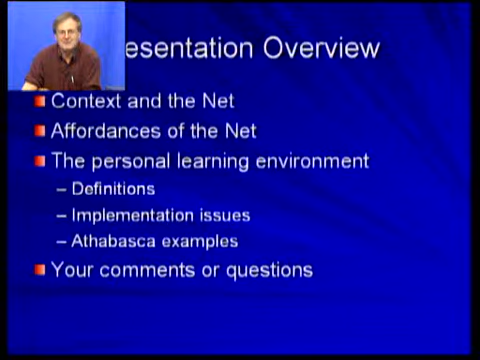 esentation Overview
Context and the Net
Affordances of the Net
The personal learning environment
– Definitions
– Implementation issues
– Athabasca examples
Your comments or questions